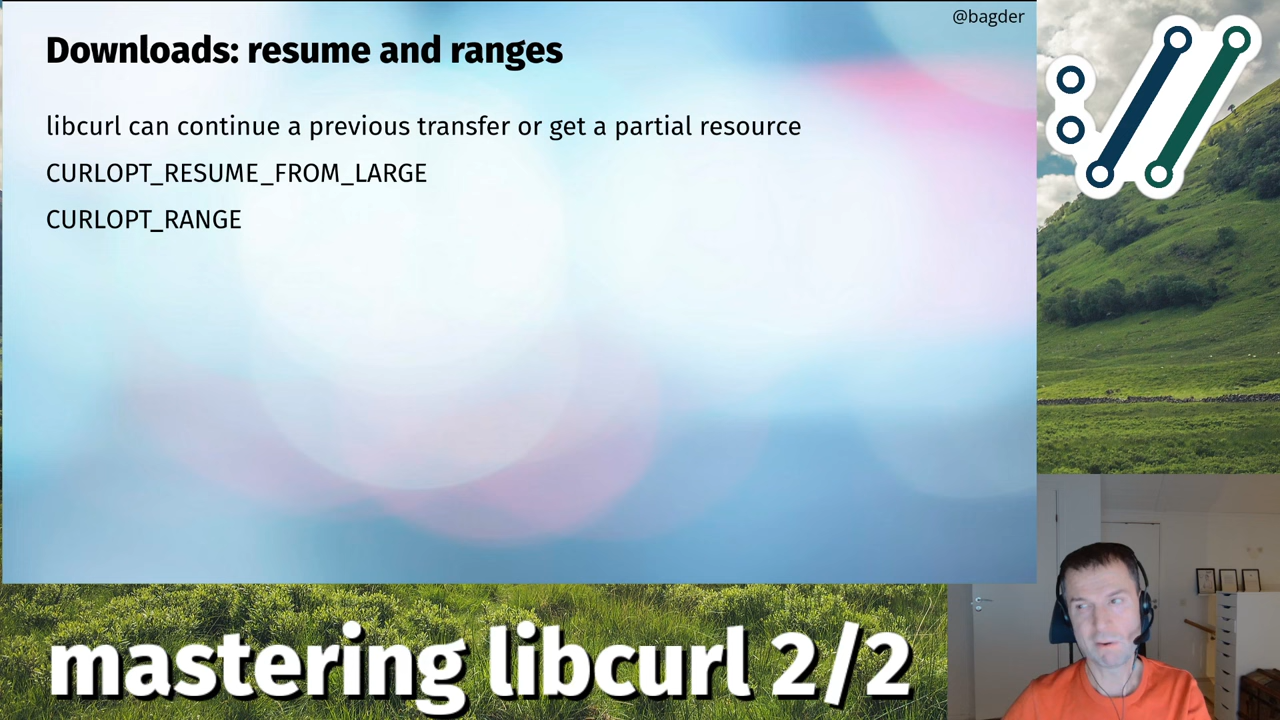 @bagder
Downloads: resume and ranges
libcurl can continue a previous transfer or get a partial resource
CURLOPT_RESUME_FROM_LARGE
CURLOPT_RANGE
mastering libcurl 2/2